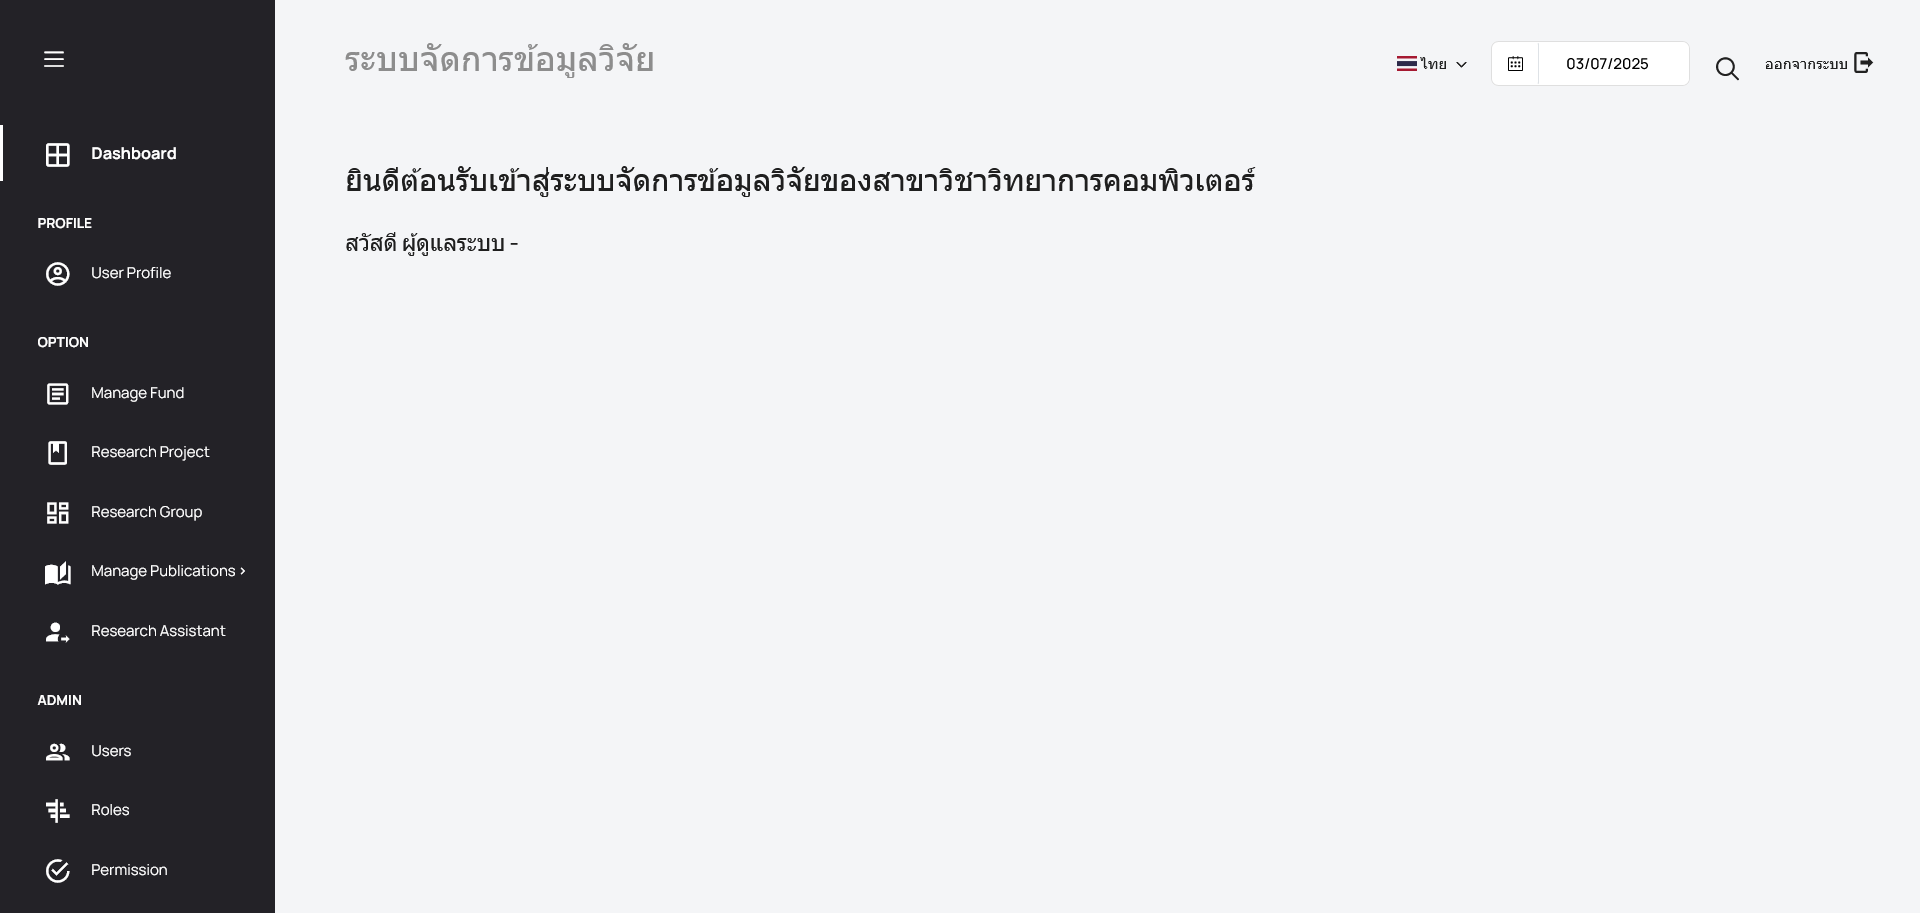 ระบบจัดการข้อมูลวิจัย
ไทย
03/07/2025
ออกจากระบบ
Dashboard
PROFILE
User Profile
OPTION
Manage Fund
Research Project
Research Group
Manage Publications ›
Research Assistant
ADMIN
Users
Roles
Permission
ยินดีต้อนรับเข้าสู่ระบบจัดการข้อมูลวิจัยของสาขาวิชาวิทยาการคอมพิวเตอร์
สวัสดี ผู้ดูแลระบบ -